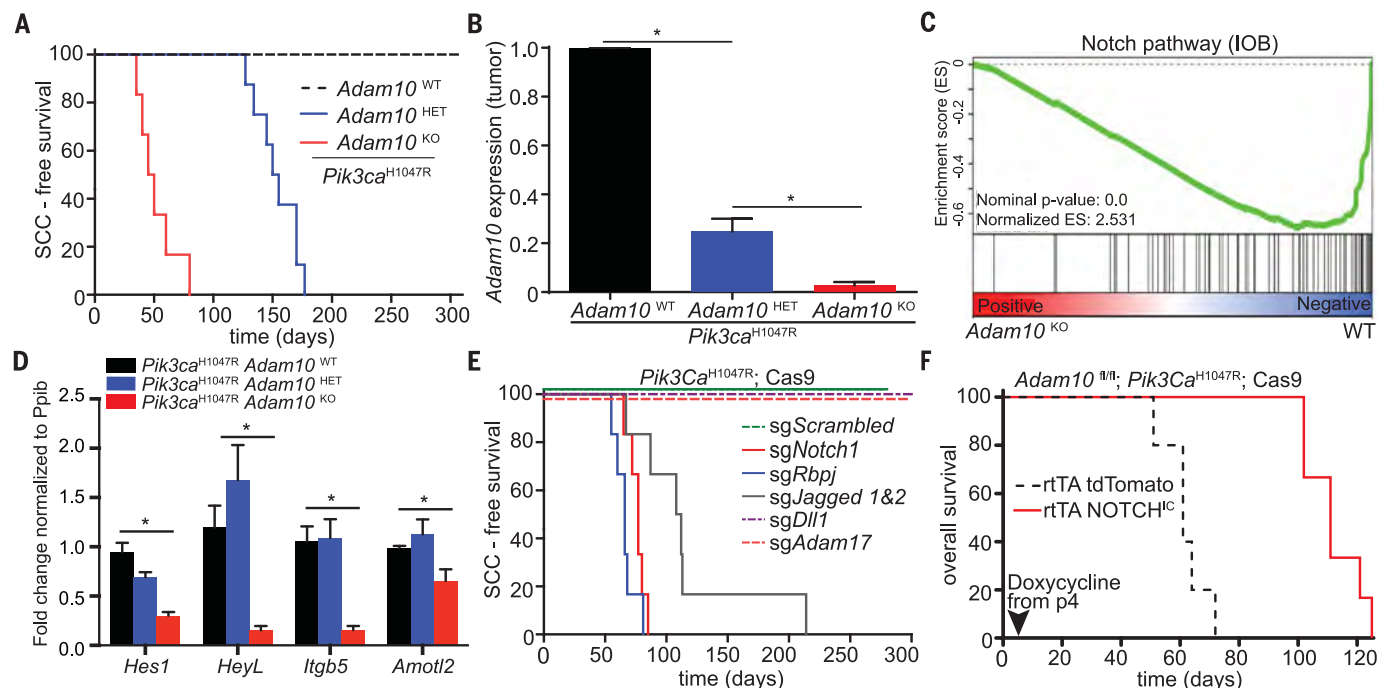 A
SCC - free survival
100
80
60
40
20
0
Adam10 WT
Adam10 HET
Adam10 KO
Pik3ca H1047R
0 50 100 150 200 250 300
time (days)
B
Adam10 expression (tumor)
1.0
0.8
0.6
0.4
0.2
0
*
*
Adam10 WT Adam10 HET Adam10 KO
Pik3ca H1047R
C
Notch pathway (IOB)
Enrichment score (ES)
0
-0.2
-0.4
-0.6
Nominal p-value: 0.0
Normalized ES: 2.531
Positive Negative
Adam10 KO WT
D
Pik3ca H1047R Adam10 WT
Pik3ca H1047R Adam10 HET
Pik3ca H1047R Adam10 KO
Fold change normalized to Ppib
2.5
2.0
1.5
1.0
0.5
0
* * * *
Hes1 HeyL Itgb5 Amotl2
E
Pik3Ca H1047R; Cas9
SCC - free survival
100
80
60
40
20
0
sgScrambled
sgNotch1
sgRbpj
sgJagged 1&2
sgDll1
sgAdam17
0 50 100 150 200 250 300
time (days)
F
Adam10 fl/fl; Pik3Ca H1047R; Cas9
overall survival
100
80
60
40
20
0
rtTA tdTomato
rtTA NOTCH IC
Doxycycline
from p4
0 20 40 60 80 100 120
time (days)